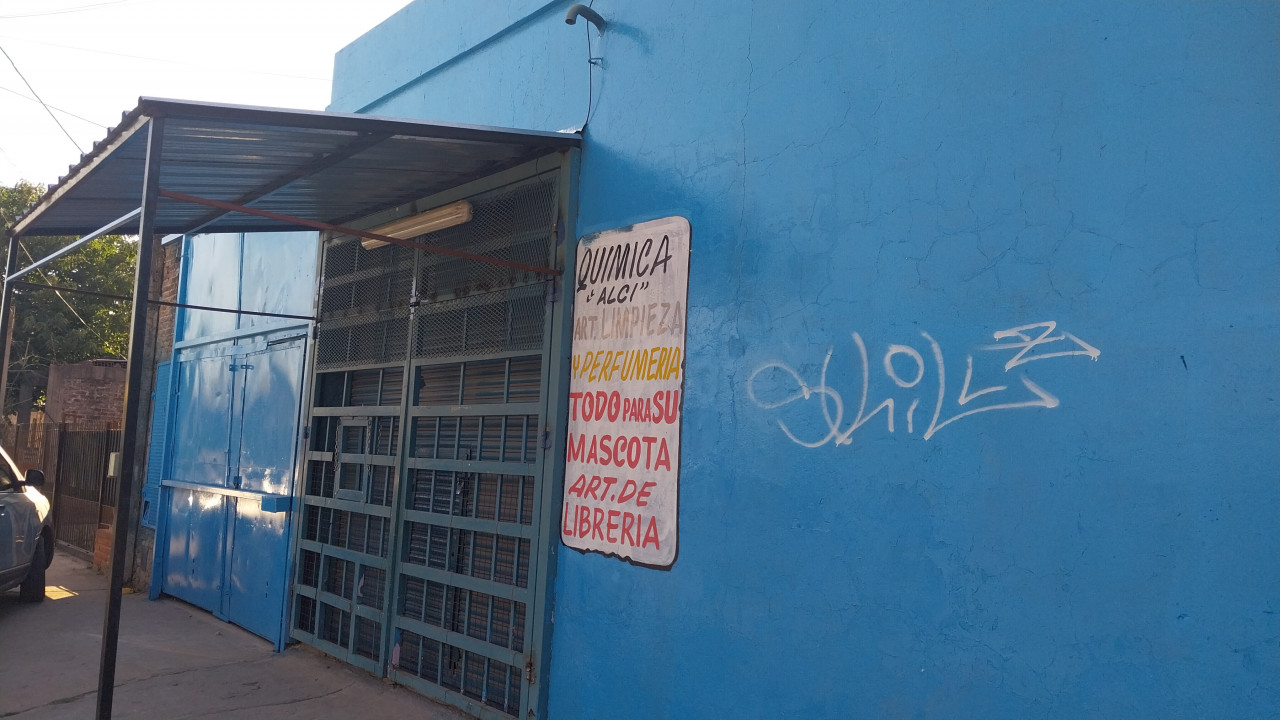 QUIMICA
"ALCI"
ART. LIMPIEZA
Y PERFUMERIA
TODO PARA SU
MASCOTA
ART. DE
LIBRERIA